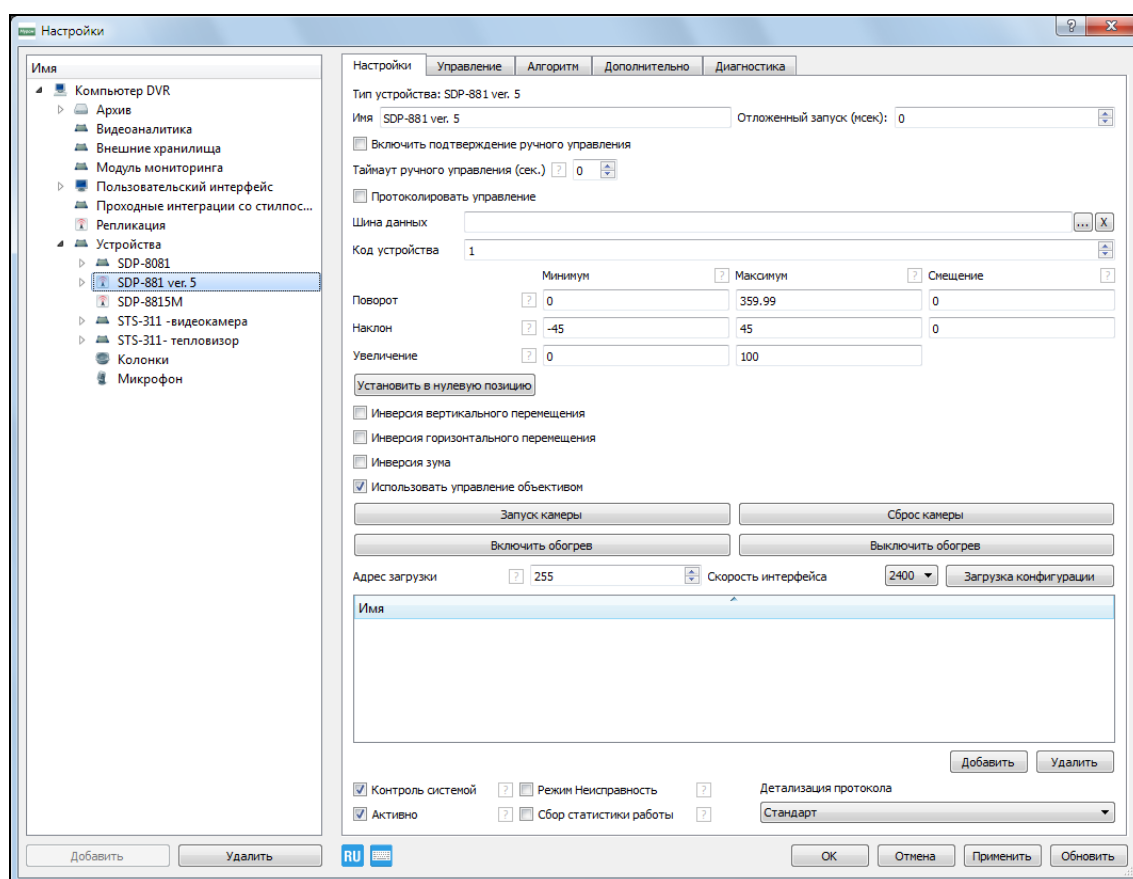 Настройки
?
X
Имя
Компьютер DVR
Архив
Видеоаналитика
Внешние хранилища
Модуль мониторинга
Пользовательский интерфейс
Проходные интеграции со стилпос...
Репликация
Устройства
SDP-8081
SDP-881 ver. 5
SDP-8815M
STS-311 -видеокамера
STS-311- тепловизор
Колонки
Микрофон
Добавить Удалить
Настройки Управление Алгоритм Дополнительно Диагностика
Тип устройства: SDP-881 ver. 5
Имя SDP-881 ver. 5 Отложенный запуск (мсек): 0
Включить подтверждение ручного управления
Таймаут ручного управления (сек.) ? 0
Протоколировать управление
Шина данных ... X
Код устройства 1
Минимум ? Максимум ? Смещение ?
Поворот ? 0 359.99 0
Наклон ? -45 45 0
Увеличение ? 0 100
Установить в нулевую позицию
Инверсия вертикального перемещения
Инверсия горизонтального перемещения
Инверсия зума
Использовать управление объективом
Запуск камеры Сброс камеры
Включить обогрев Выключить обогрев
Адрес загрузки ? 255 Скорость интерфейса 2400 Загрузка конфигурации
Имя
Добавить Удалить
Контроль системой ? Режим Неисправность ? Детализация протокола
Активно ? Сбор статистики работы ? Стандарт
RU
OK Отмена Применить Обновить